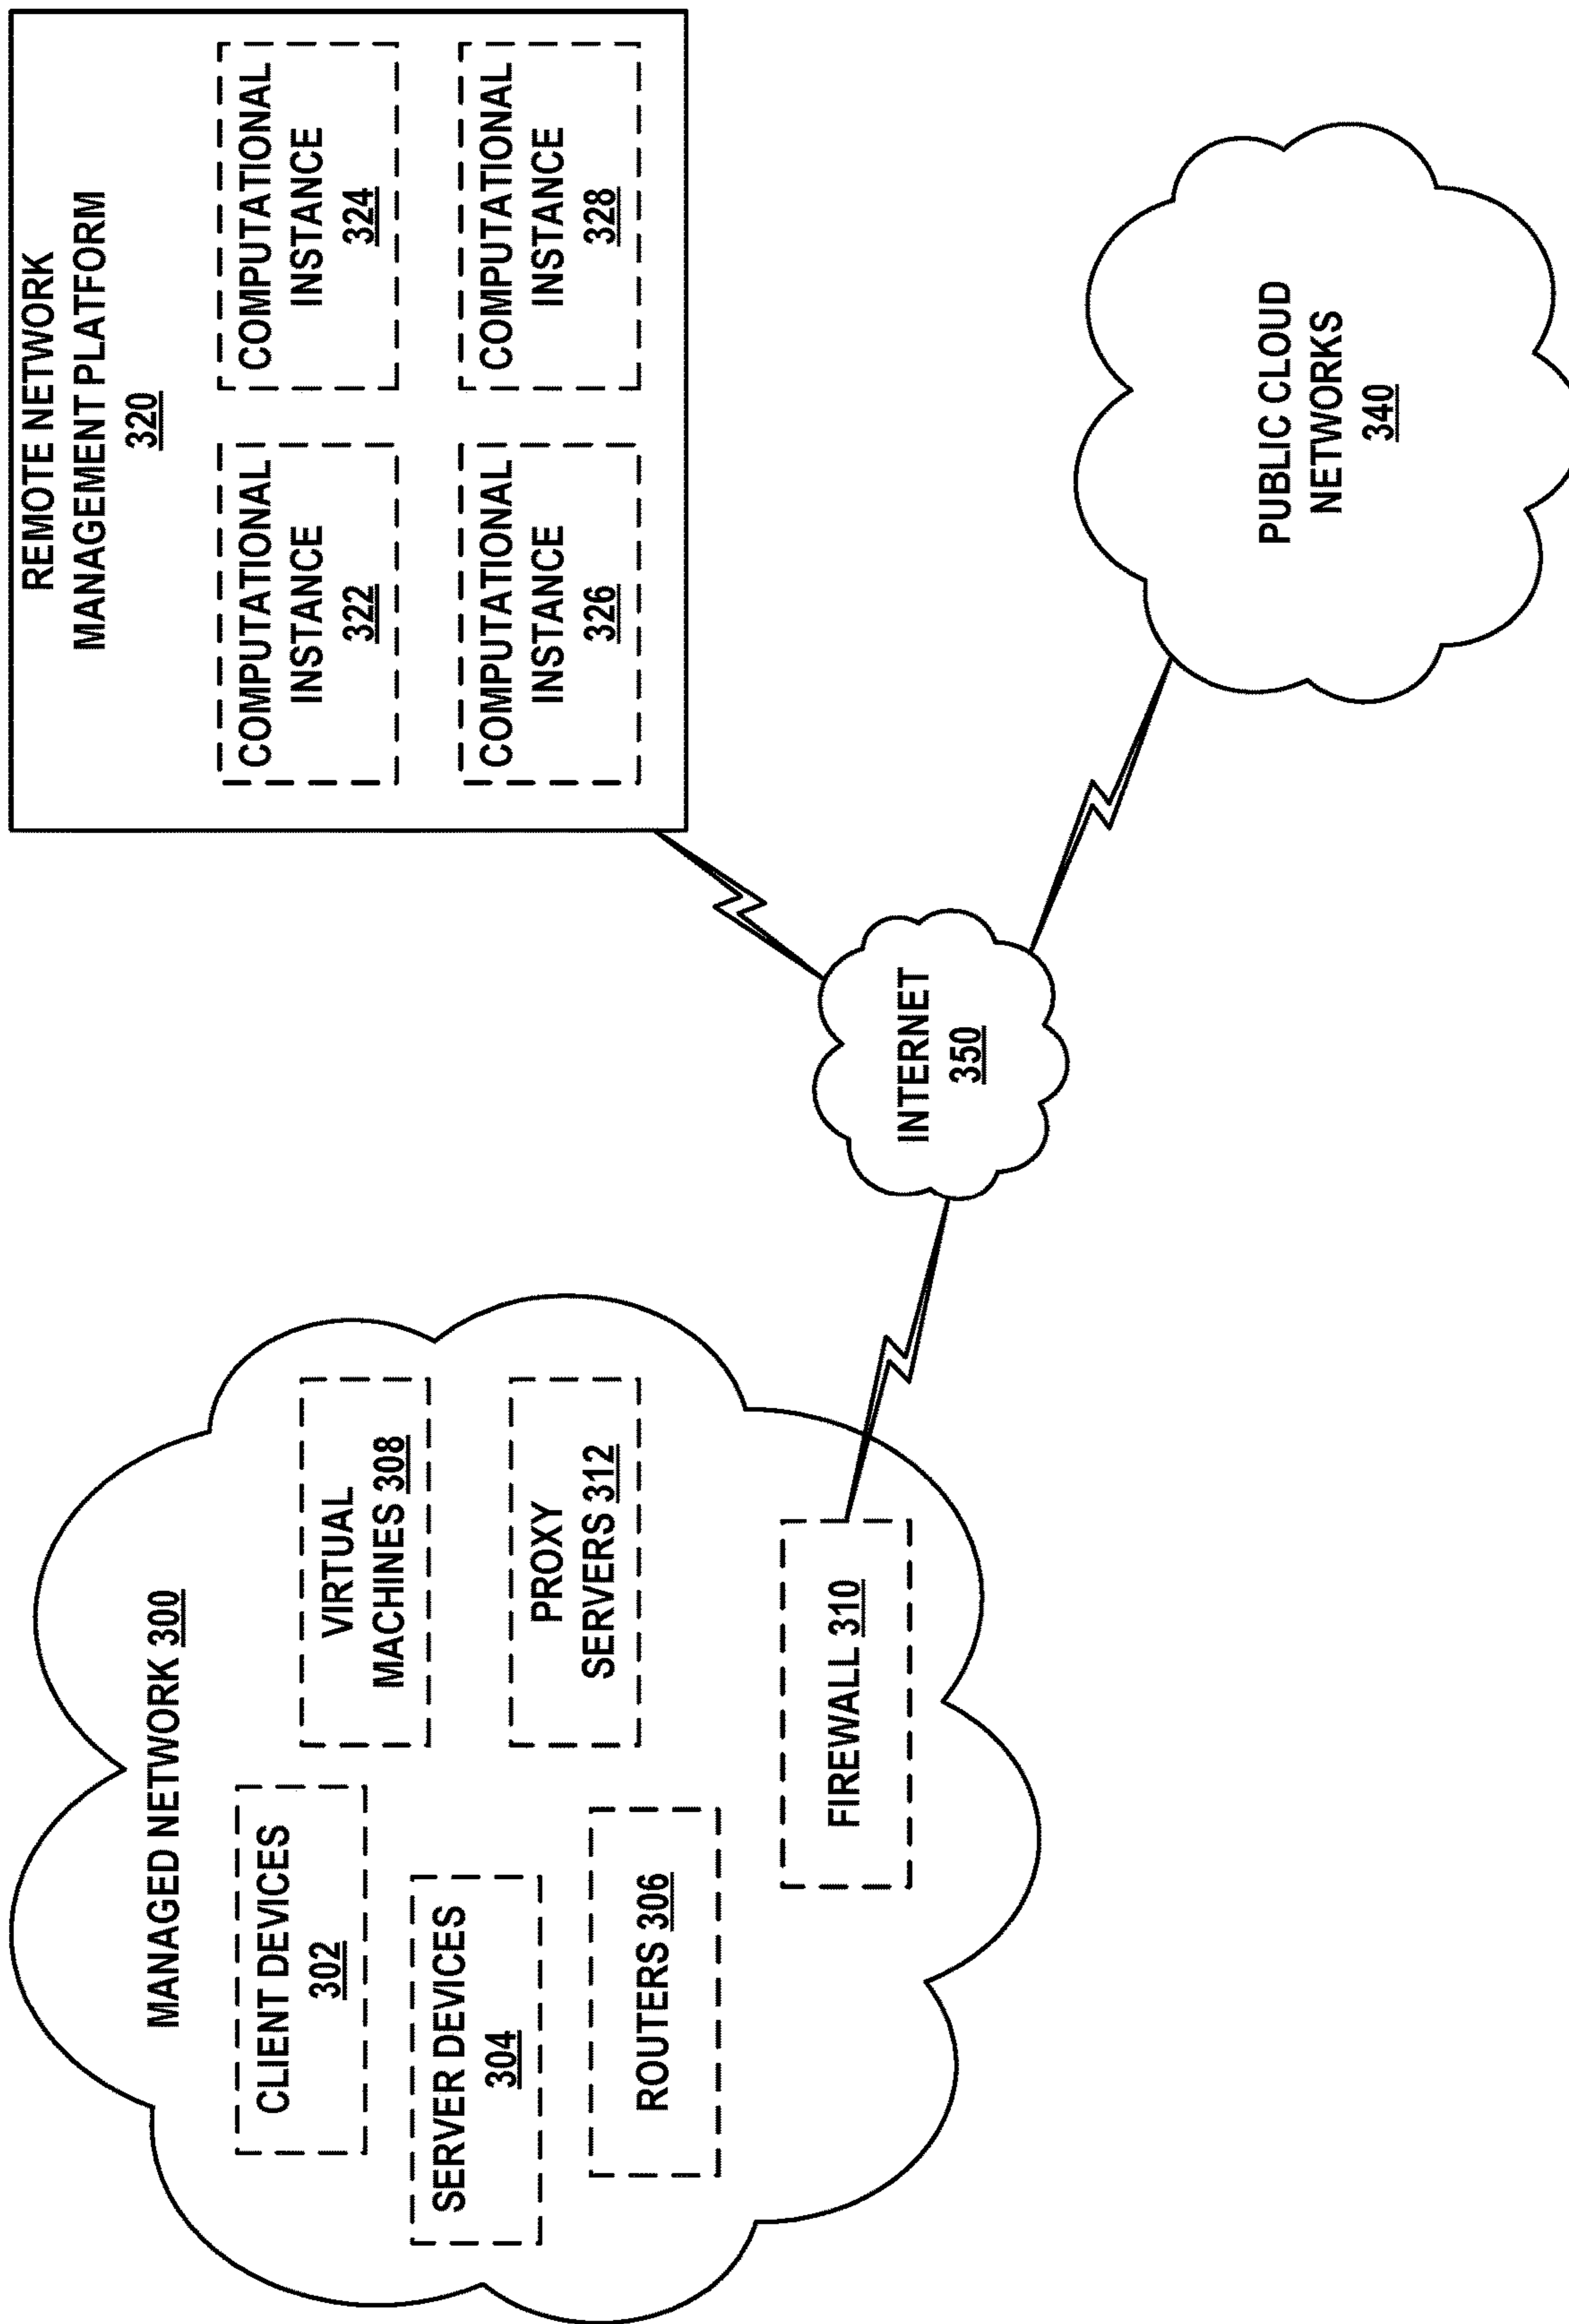 MANAGED NETWORK 300
CLIENT DEVICES
302
SERVER DEVICES
304
ROUTERS 306
VIRTUAL
MACHINES 308
PROXY
SERVERS 312
FIREWALL 310
INTERNET
350
REMOTE NETWORK
MANAGEMENT PLATFORM
320
COMPUTATIONAL
INSTANCE
322
COMPUTATIONAL
INSTANCE
324
COMPUTATIONAL
INSTANCE
326
COMPUTATIONAL
INSTANCE
328
PUBLIC CLOUD
NETWORKS
340